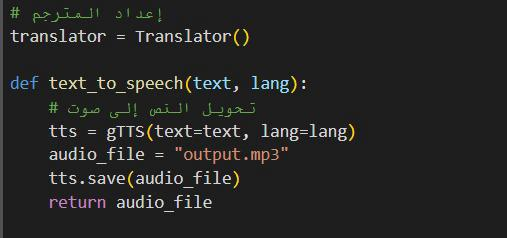 # إعداد المترجم
translator = Translator()
def text_to_speech(text, lang):
# تحويل النص إلى صوت
tts = gTTS(text=text, lang=lang)
audio_file = "output.mp3"
tts.save(audio_file)
return audio_file